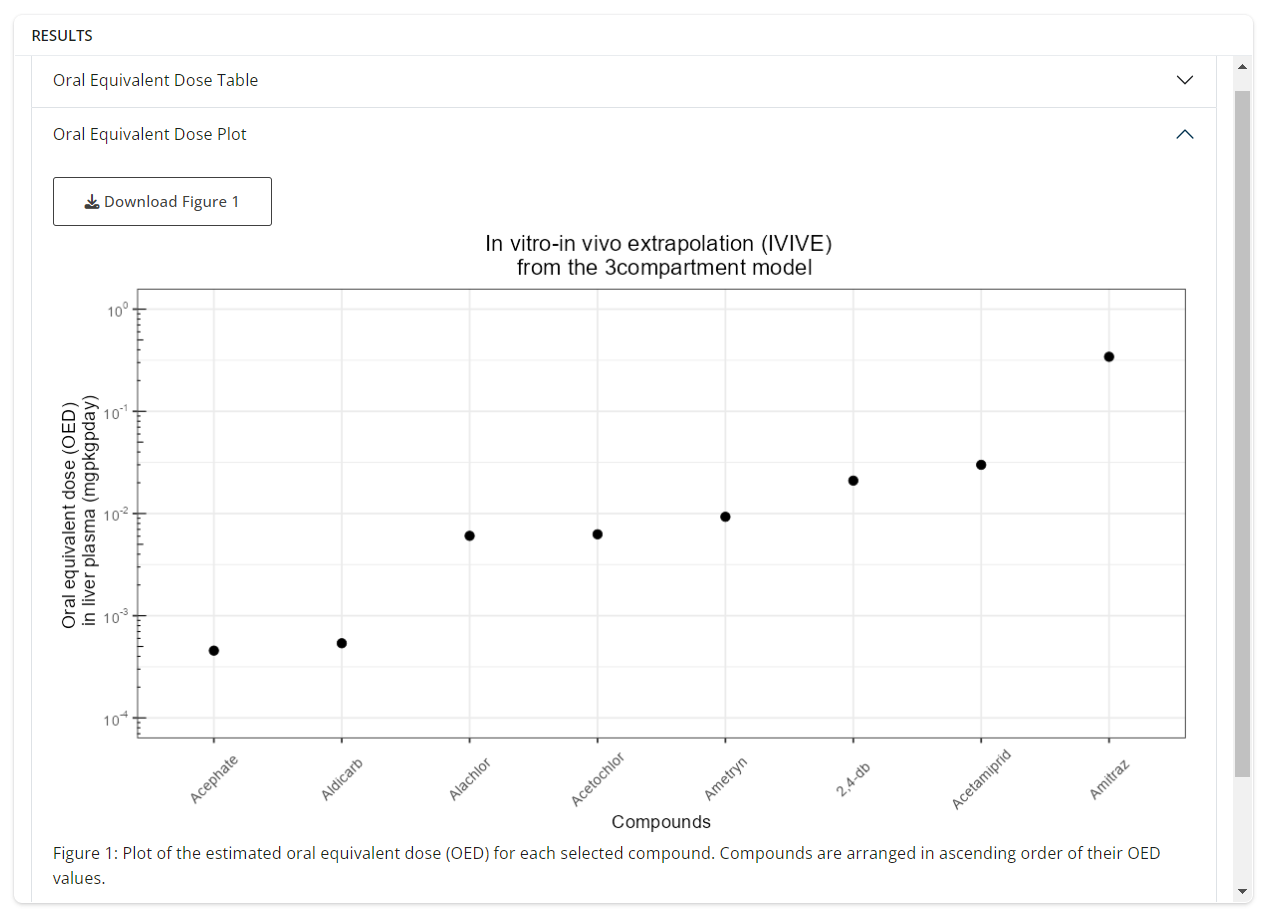 RESULTS
Oral Equivalent Dose Table
Oral Equivalent Dose Plot
Download Figure 1
In vitro-in vivo extrapolation (IVIVE)
from the 3compartment model
Oral equivalent dose (OED)
in liver plasma (mgpkgpday)
10⁰
10⁻¹
10⁻²
10⁻³
10⁻⁴
Acephate
Aldicarb
Alachlor
Acetochlor
Ametryn
2,4-db
Acetamiprid
Amitraz
Compounds
Figure 1: Plot of the estimated oral equivalent dose (OED) for each selected compound. Compounds are arranged in ascending order of their OED
values.